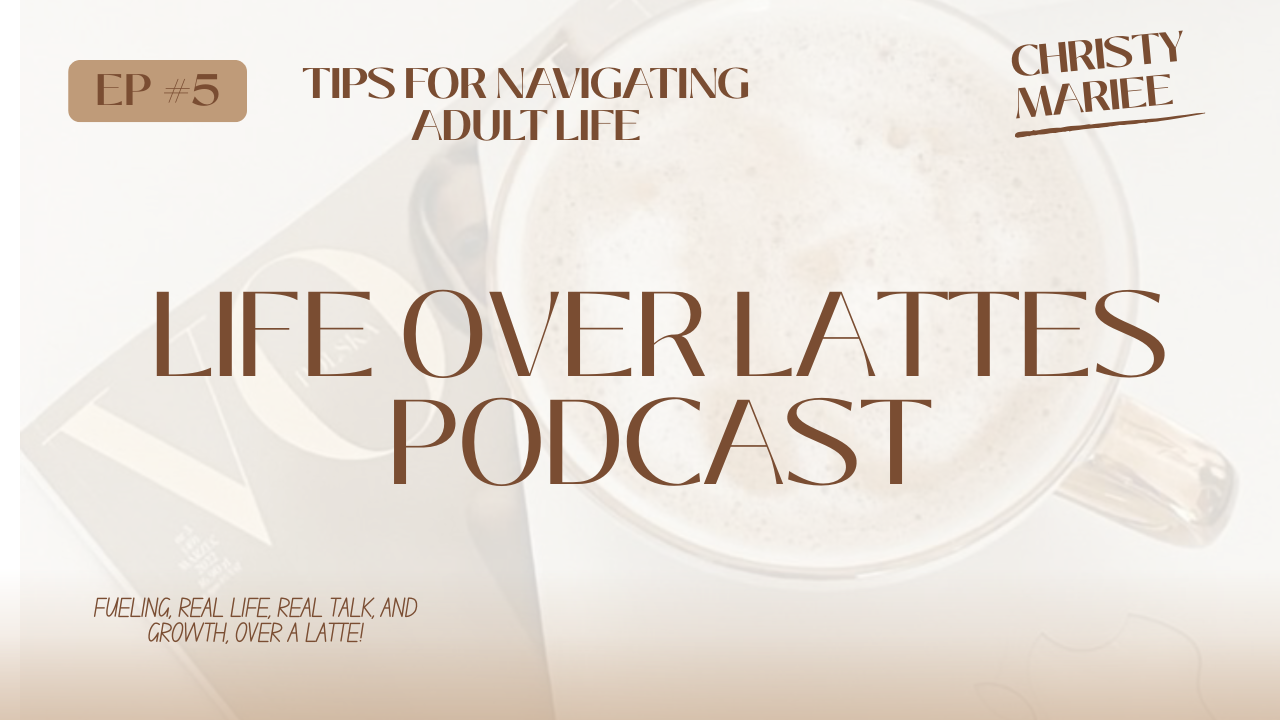 EP #5
TIPS FOR NAVIGATING
ADULT LIFE
CHRISTY
MARIEE
LIFE OVER LATTES
PODCAST
FUELING, REAL LIFE, REAL TALK, AND
GROWTH, OVER A LATTE!
VO